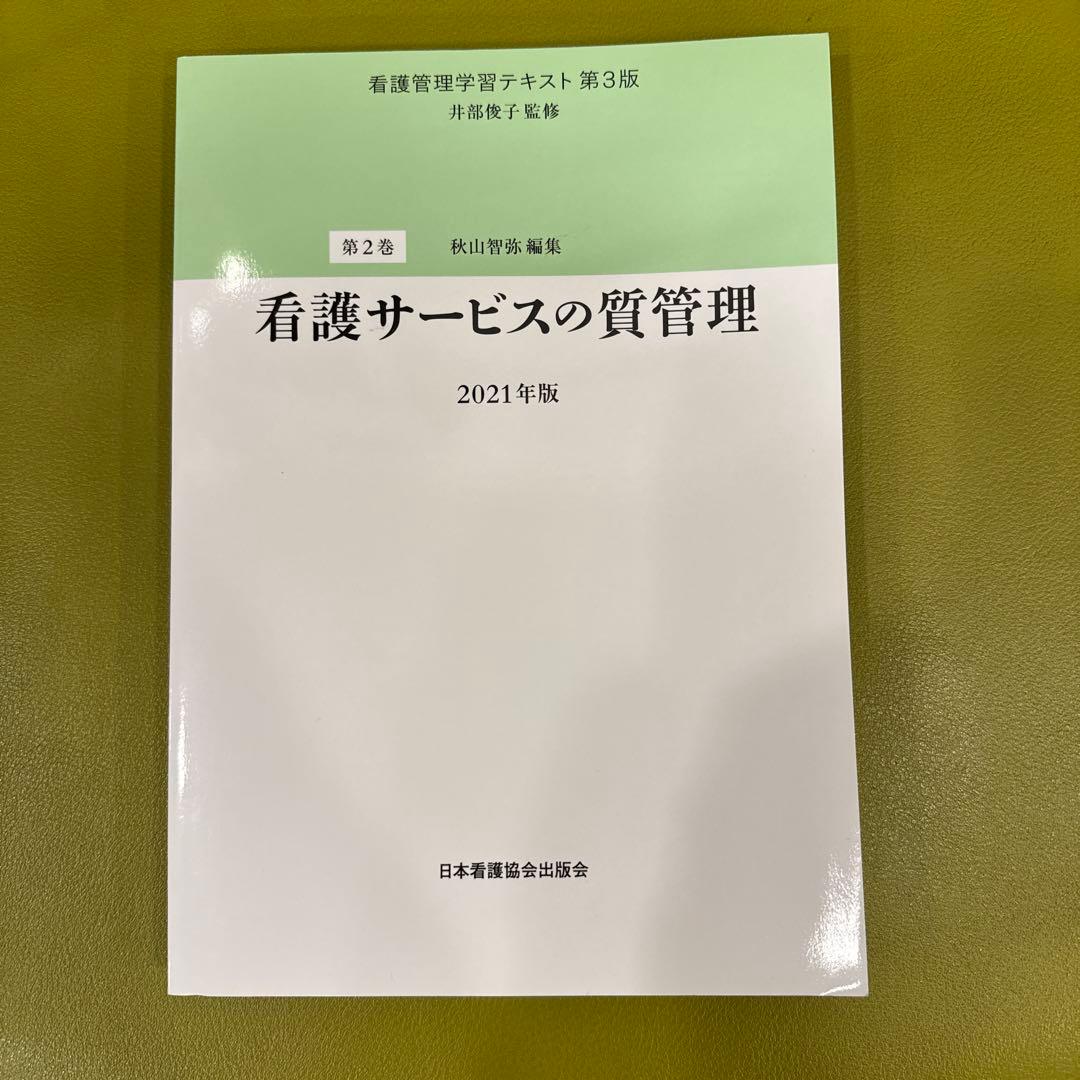 看護管理学習テキスト 第3版
井部俊子 監修
第2巻 秋山智弥 編集
看護サービスの質管理
2021年版
日本看護協会出版会